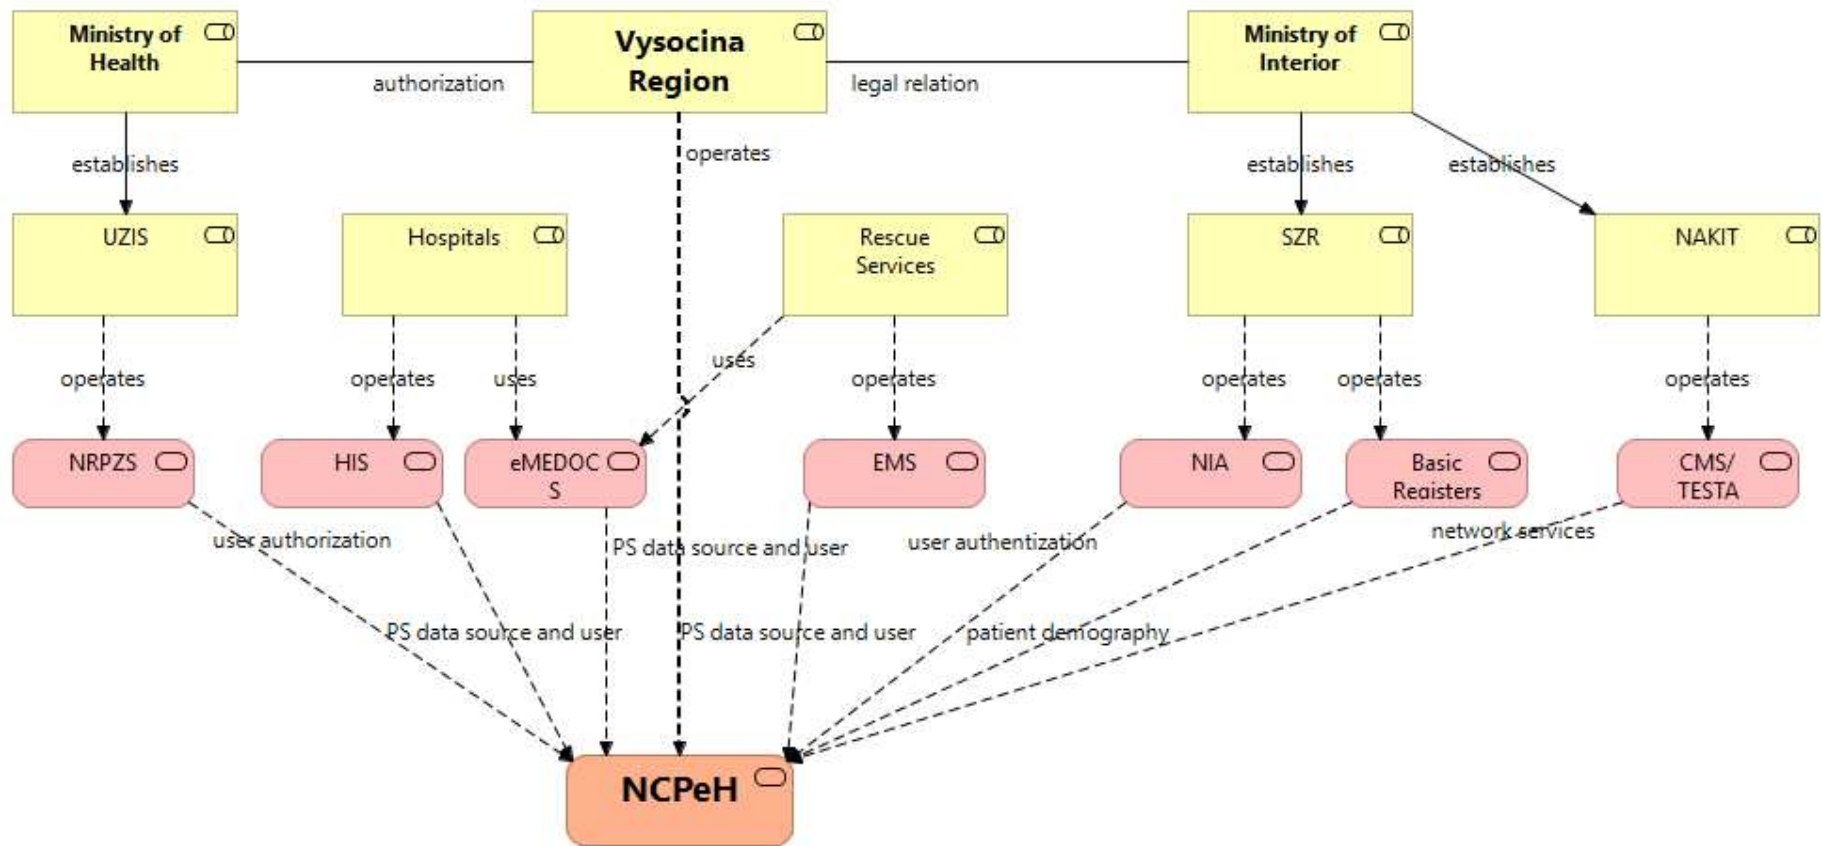 Ministry of
Health
Vysocina
Region
Ministry of
Interior
authorization
legal relation
operates
establishes
establishes
establishes
UZIS
Hospitals
Rescue
Services
SZR
NAKIT
uses
operates
operates
uses
operates
operates
operates
operates
NRPZS
HIS
eMEDOC
S
EMS
NIA
Basic
Registers
CMS/
TESTA
user authorization
PS data source and user
user authentization
network services
PS data source and user
PS data source and user
patient demography
NCPeH